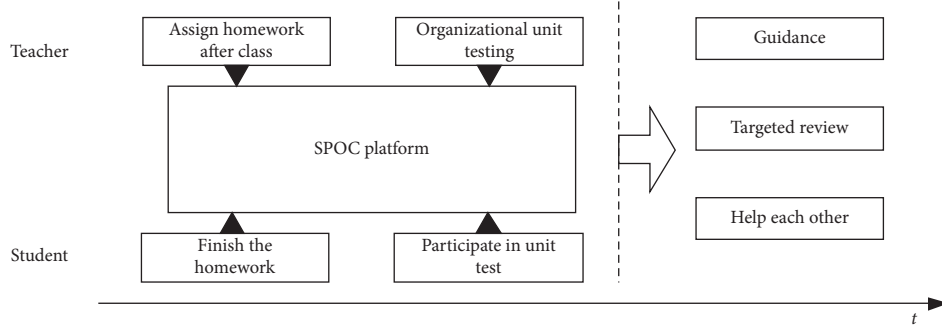 Teacher
Assign homework
after class
Organizational unit
testing
Guidance
SPOC platform
Targeted review
Student
Finish the
homework
Participate in unit
test
Help each other
t